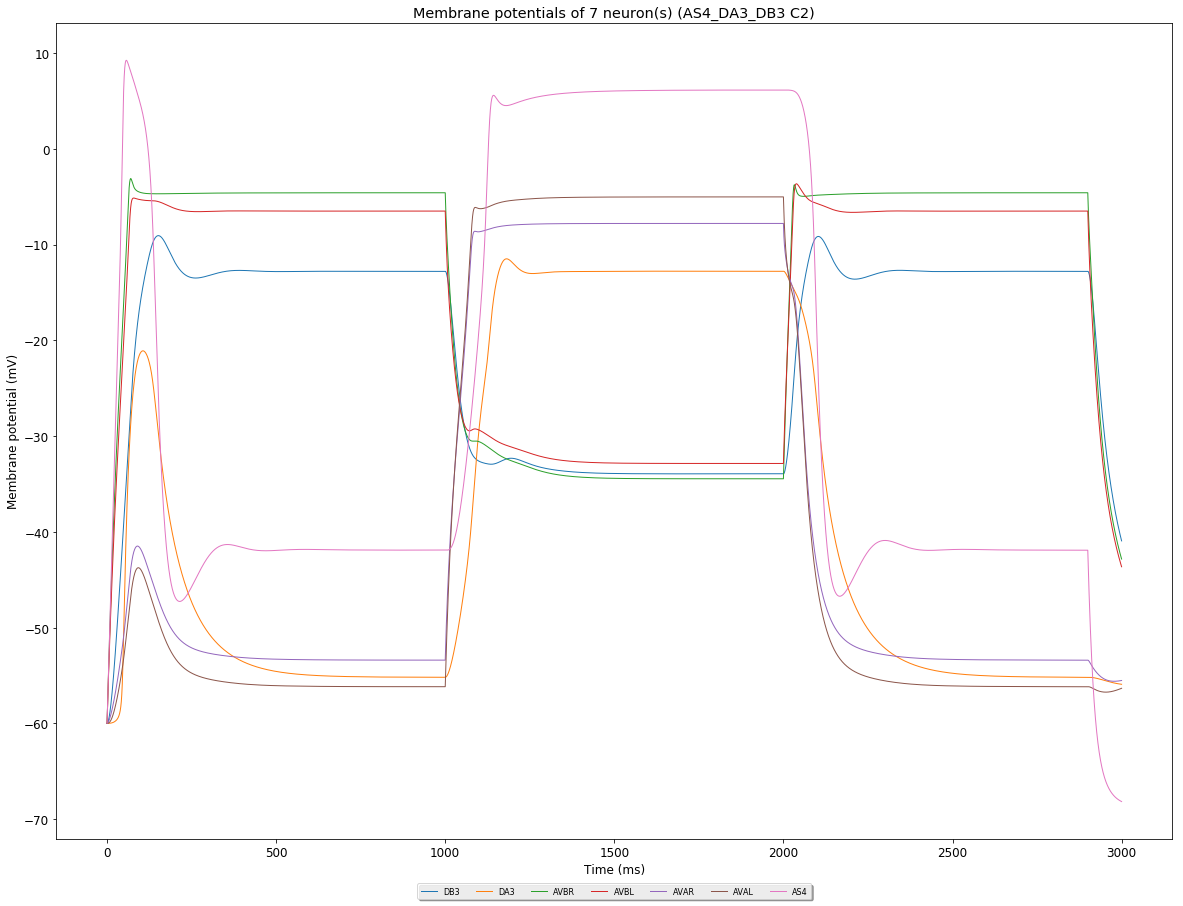 Membrane potentials of 7 neuron(s) (AS4_DA3_DB3 C2)
10
0
−10
−20
−30
−40
−50
−60
−70
Membrane potential (mV)
0 500 1000 1500 2000 2500 3000
Time (ms)
DB3 DA3 AVBR AVBL AVAR AVAL AS4